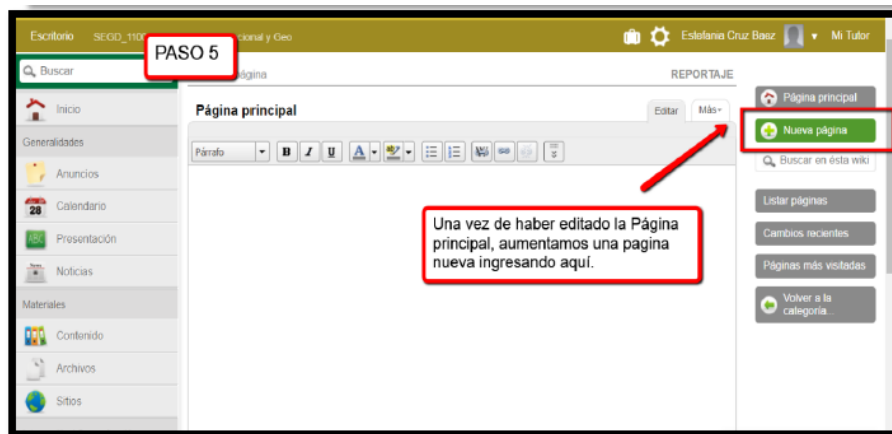 Escritorio SEGD_110
cional y Geo
Estefania Cruz Baez
Mi Tutor
PASO 5
Buscar
ágina
REPORTAJE
Inicio
Generalidades
Anuncios
28
Calendario
ABC
Presentación
Noticias
Materiales
Contenido
Archivos
Sitios
Página principal
Editar
Más
Párrafo
B I U A
Una vez de haber editado la Página
principal, aumentamos una pagina
nueva ingresando aquí.
Página principal
Nueva página
Buscar en ésta wiki
Listar páginas
Cambios recientes
Páginas más visitadas
Volver a la
categoría...